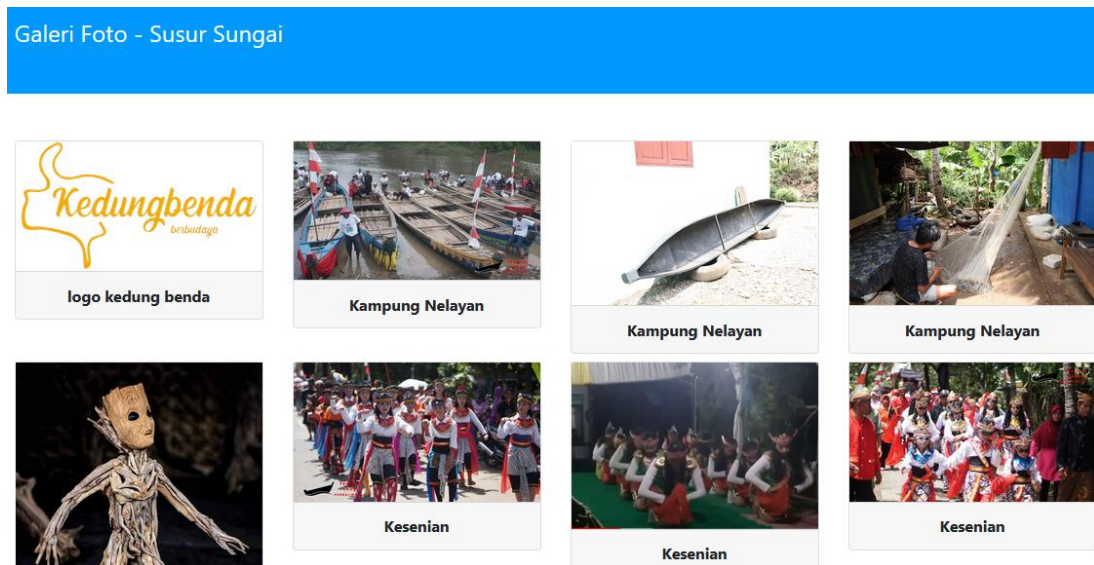 Galeri Foto - Susur Sungai
Kedungbenda
berbudaya
logo kedung benda
Kampung Nelayan
Kampung Nelayan
Kampung Nelayan
Kesenian
Kesenian
Kesenian